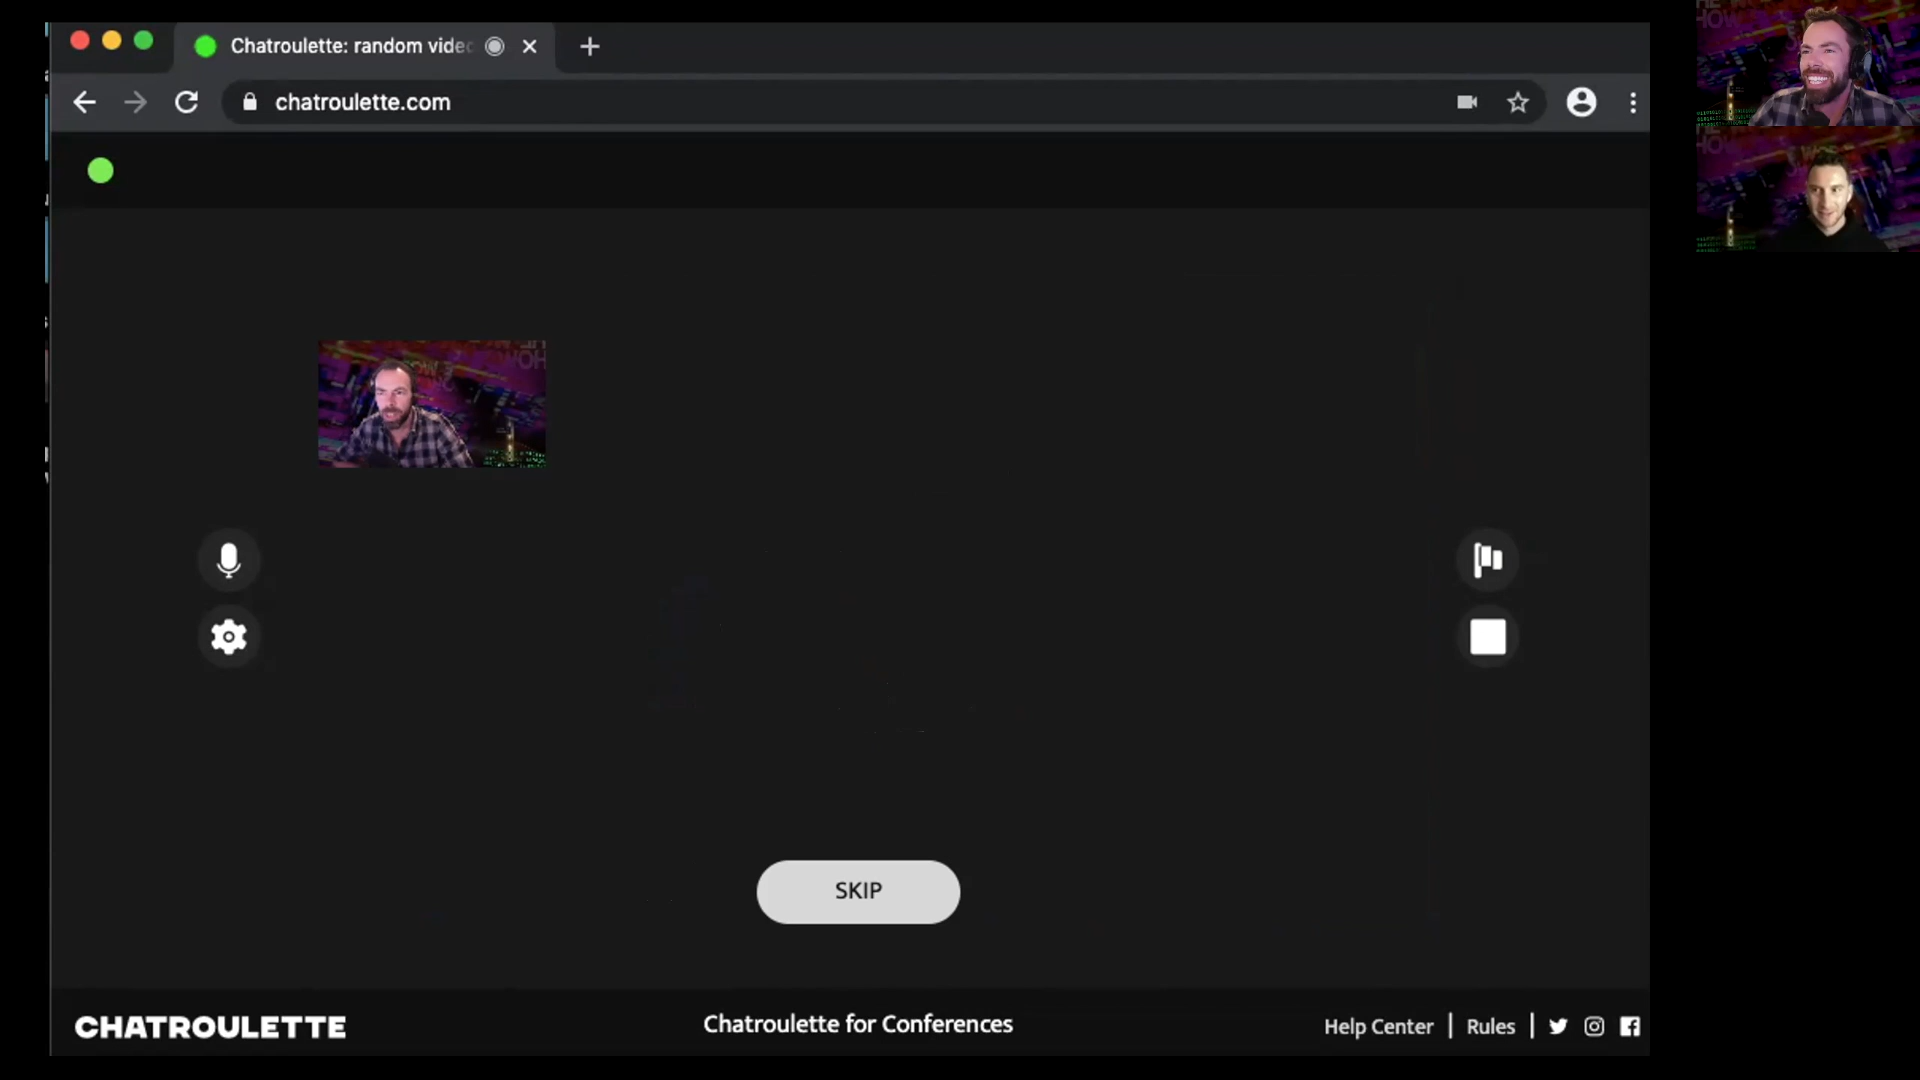 Chatroulette: random vide
chatroulette.com
SKIP
CHATROULETTE
Chatroulette for Conferences
Help Center
Rules